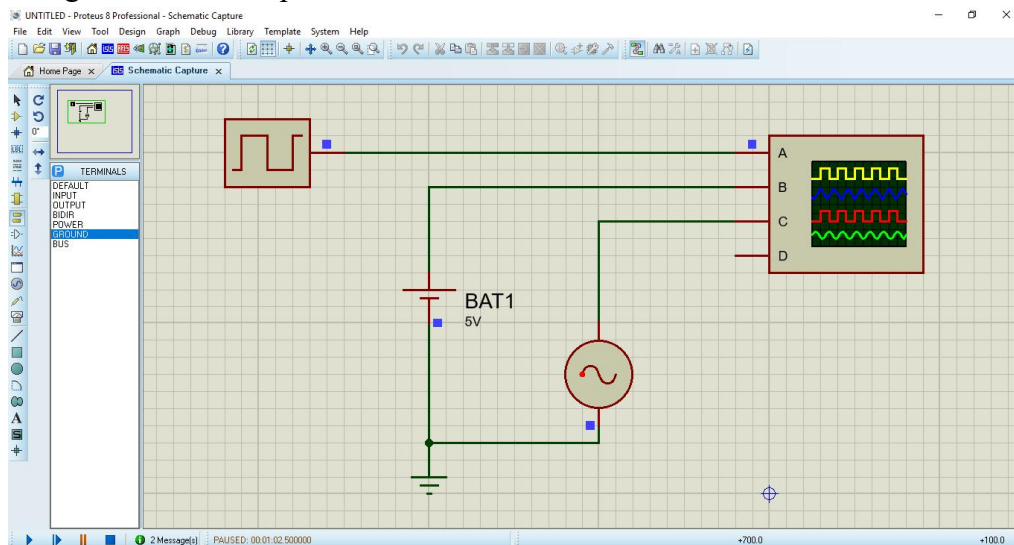 UNTITLED - Proteus 8 Professional - Schematic Capture
File Edit View Tool Design Graph Debug Library Template System Help
Home Page x ISIS Schematic Capture x
0°
P TERMINALS
DEFAULT
INPUT
OUTPUT
BIDIR
POWER
GROUND
BUS
A
B
C
D
BAT1
5V
A
S
2 Message(s) PAUSED: 00:01:02.500000 +700.0 +100.0